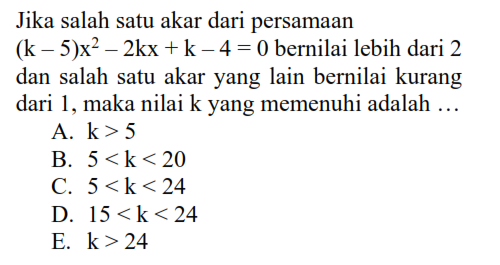 Jika salah satu akar dari persamaan
(k – 5)x² – 2kx + k – 4 = 0 bernilai lebih dari 2
dan salah satu akar yang lain bernilai kurang
dari 1, maka nilai k yang memenuhi adalah …
A. k > 5
B. 5 < k < 20
C. 5 < k < 24
D. 15 < k < 24
E. k > 24